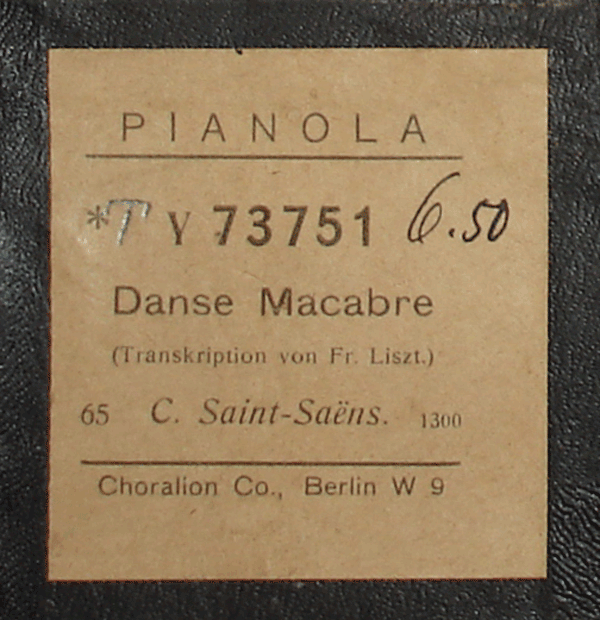 PIANOLA
*T Y 73751 6.50
Danse Macabre
(Transkription von Fr. Liszt.)
65 C. Saint-Saëns. 1300
Choralion Co., Berlin W 9